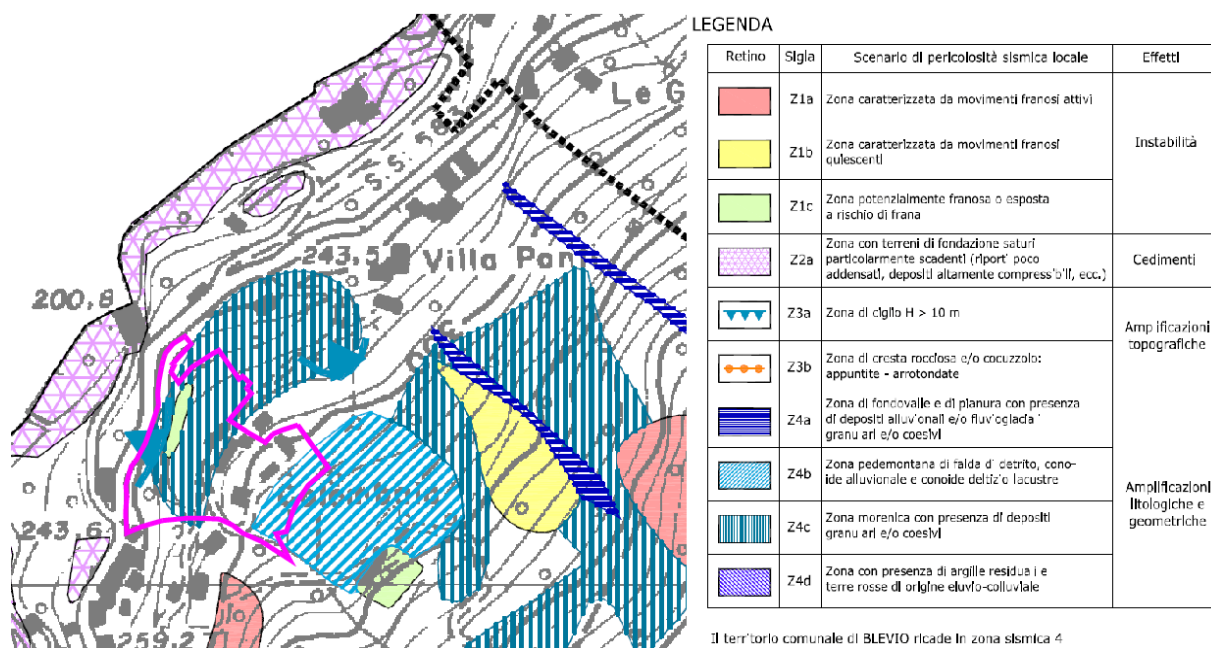 Le G
S.S. 583
243,5
Villa Pan
200,8
Colombaia
243,6
259,2
LEGENDA
Retino Sigla Scenario di pericolosità sismica locale Effetti
Z1a Zona caratterizzata da movimenti franosi attivi
Z1b Zona caratterizzata da movimenti franosi
quiescenti
Instabilità
Z1c Zona potenzialmente franosa o esposta
a rischio di frana
Z2a Zona con terreni di fondazione saturi
particolarmente scadenti (riporti poco
addensati, depositi altamente compressibili, ecc.)
Cedimenti
Z3a Zona di ciglio H > 10 m
Amplificazioni
topografiche
Z3b Zona di cresta rocciosa e/o cocuzzolo:
appuntite - arrotondate
Z4a Zona di fondovalle e di pianura con presenza
di depositi alluvionali e/o fluvioglaciali
granulari e/o coesivi
Z4b Zona pedemontana di falda di detrito, cono-
ide alluvionale e conoide deltizio lacustre
Amplificazioni
litologiche e
geometriche
Z4c Zona morenica con presenza di depositi
granulari e/o coesivi
Z4d Zona con presenza di argille residuali e
terre rosse di origine eluvio-colluviale
Il territorio comunale di BLEVIO ricade in zona sismica 4